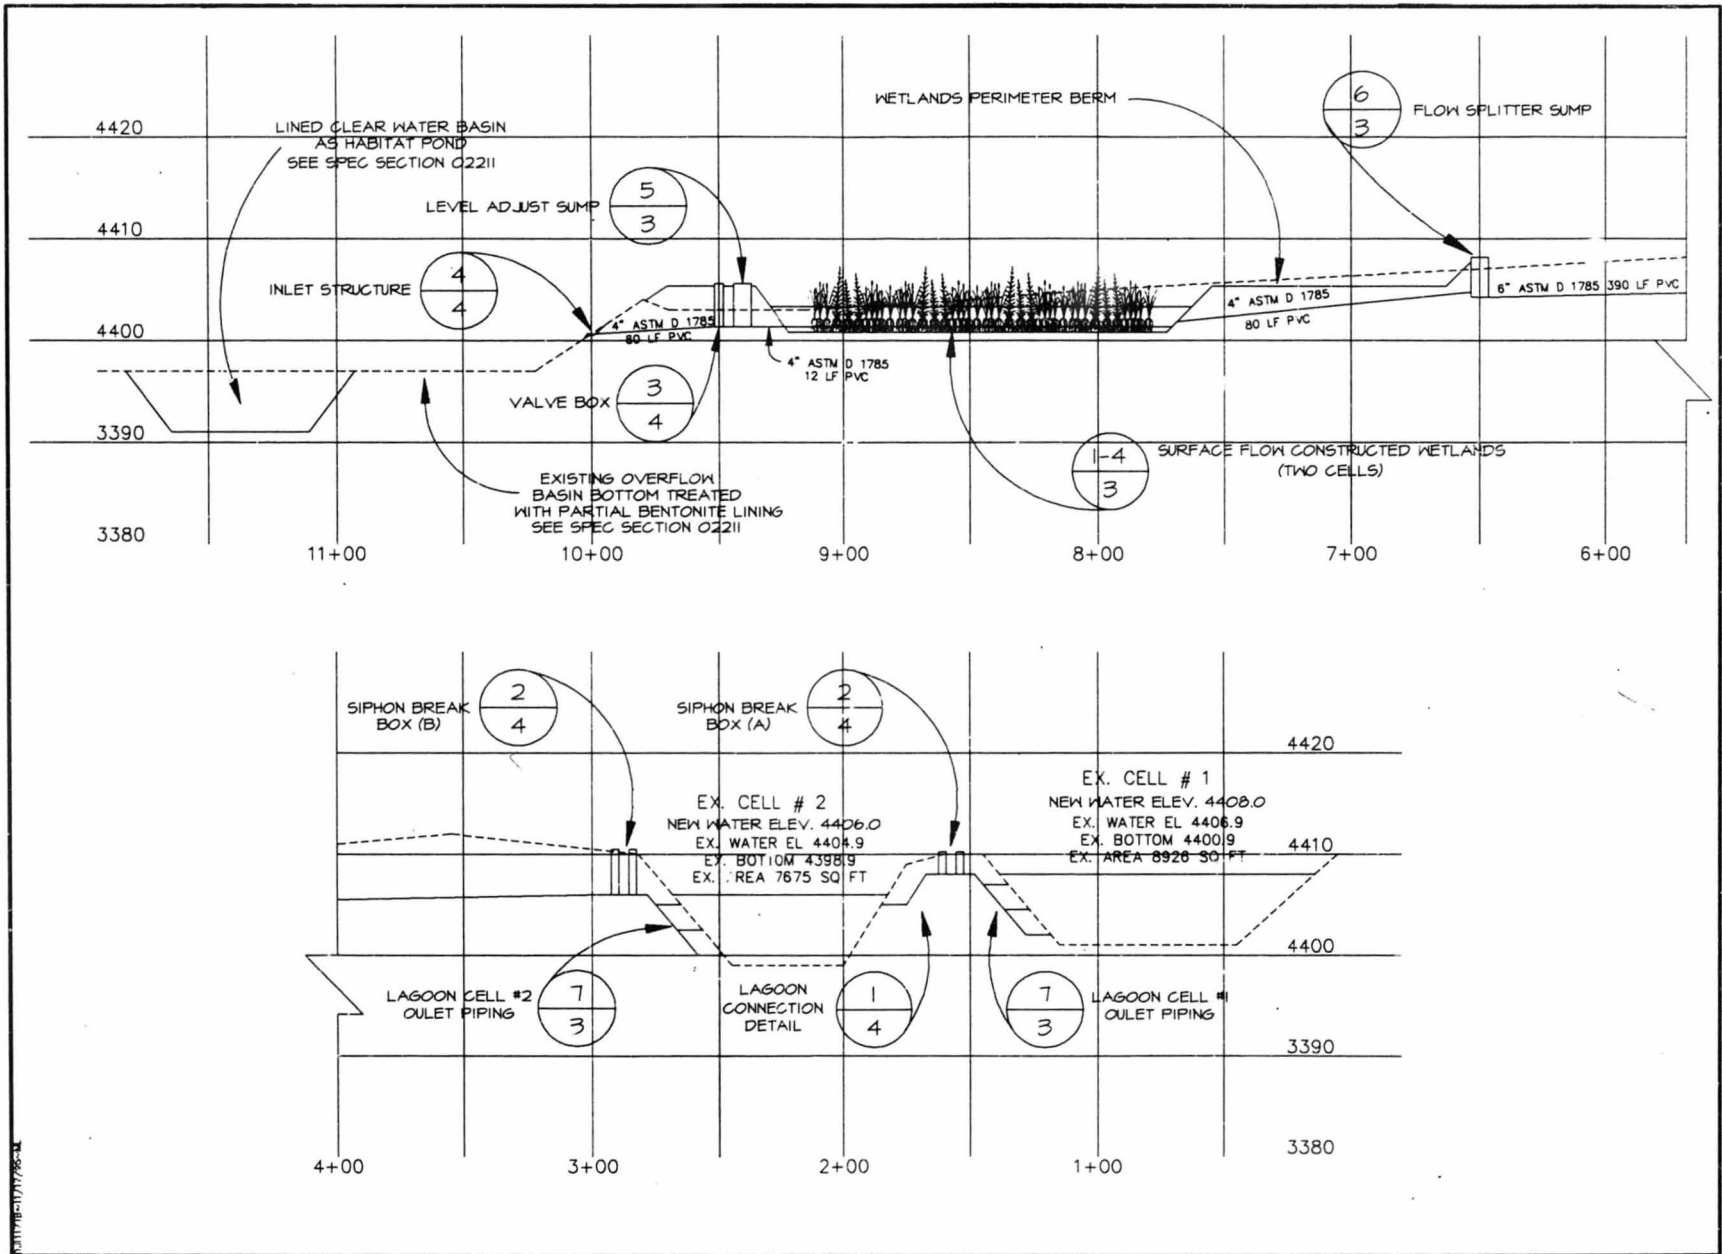 6
3
FLOW SPLITTER SUMP
WETLANDS PERIMETER BERM
4420
LINED CLEAR WATER BASIN
AS HABITAT POND
SEE SPEC SECTION 02211
5
3
LEVEL ADJUST SUMP
4410
4
4
INLET STRUCTURE
4" ASTM D 1785
80 LF PVC
6" ASTM D 1785 390 LF PVC
4400
4" ASTM D 1785
80 LF PVC
4" ASTM D 1785
12 LF PVC
3
4
VALVE BOX
3390
1-4
3
SURFACE FLOW CONSTRUCTED WETLANDS
(TWO CELLS)
EXISTING OVERFLOW
BASIN BOTTOM TREATED
WITH PARTIAL BENTONITE LINING
SEE SPEC SECTION 02211
3380
11+00
10+00
9+00
8+00
7+00
6+00
SIPHON BREAK
BOX (B)
2
4
SIPHON BREAK
BOX (A)
2
4
4420
EX. CELL # 1
NEW WATER ELEV. 4408.0
EX. WATER EL 4406.9
EX. BOTTOM 4400.9
EX. AREA 8926 SQ FT
EX. CELL # 2
NEW WATER ELEV. 4406.0
EX. WATER EL 4404.9
EX. BOTTOM 4398.9
EX. REA 7675 SQ FT
4410
4400
LAGOON CELL #2
OULET PIPING
7
3
LAGOON
CONNECTION
DETAIL
1
4
7
3
LAGOON CELL #1
OULET PIPING
3390
3380
4+00
3+00
2+00
1+00